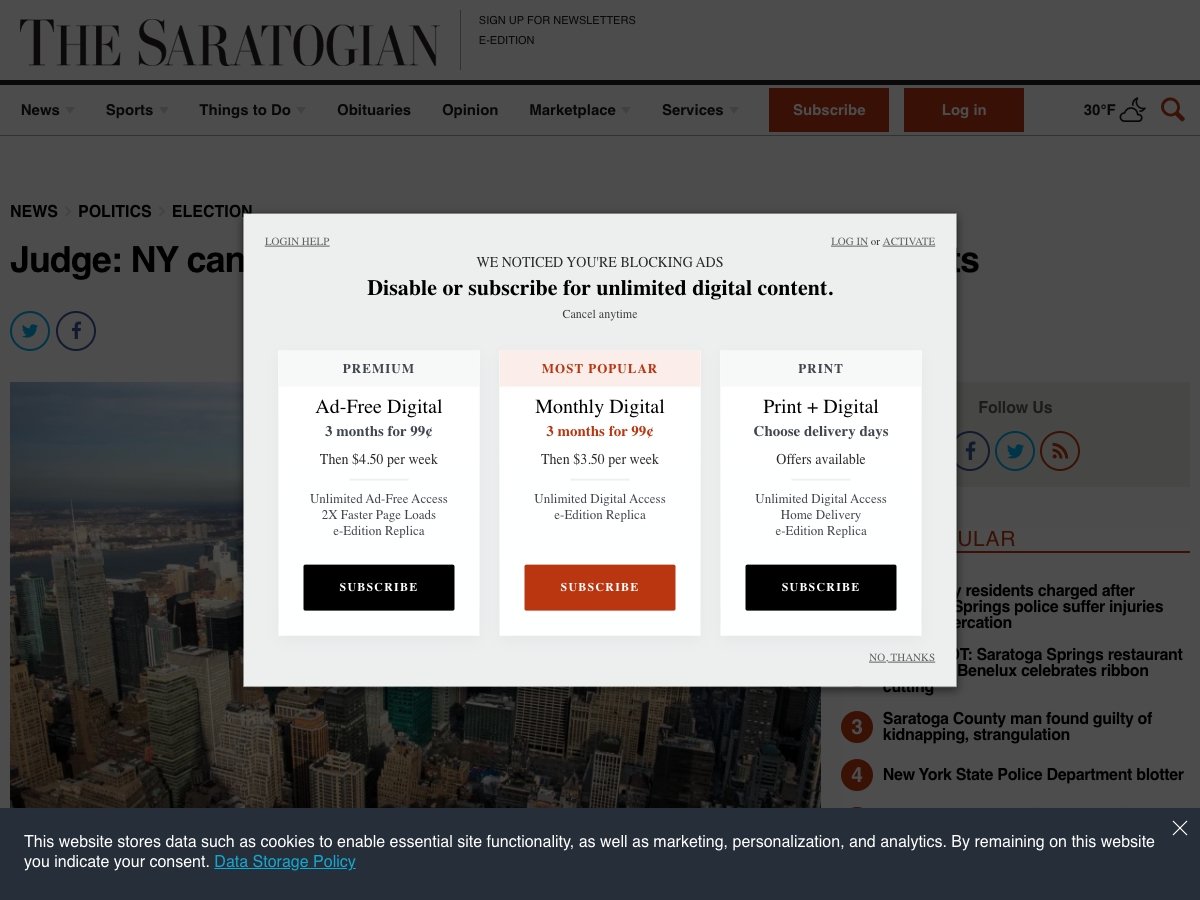 THE SARATOGIAN
SIGN UP FOR NEWSLETTERS
E-EDITION
News
Sports
Things to Do
Obituaries
Opinion
Marketplace
Services
Subscribe
Log in
30°F
NEWS
POLITICS
ELECTION
Judge: NY can
ts
LOGIN HELP
LOG IN or ACTIVATE
WE NOTICED YOU'RE BLOCKING ADS
Disable or subscribe for unlimited digital content.
Cancel anytime
PREMIUM
Ad-Free Digital
3 months for 99¢
Then $4.50 per week
Unlimited Ad-Free Access
2X Faster Page Loads
e-Edition Replica
SUBSCRIBE
MOST POPULAR
Monthly Digital
3 months for 99¢
Then $3.50 per week
Unlimited Digital Access
e-Edition Replica
SUBSCRIBE
PRINT
Print + Digital
Choose delivery days
Offers available
Unlimited Digital Access
Home Delivery
e-Edition Replica
SUBSCRIBE
NO, THANKS
Follow Us
ULAR
residents charged after
Springs police suffer injuries
T: Saratoga Springs restaurant
Benelux celebrates ribbon
cutting
3
Saratoga County man found guilty of
kidnapping, strangulation
4
New York State Police Department blotter
This website stores data such as cookies to enable essential site functionality, as well as marketing, personalization, and analytics. By remaining on this website
you indicate your consent. Data Storage Policy